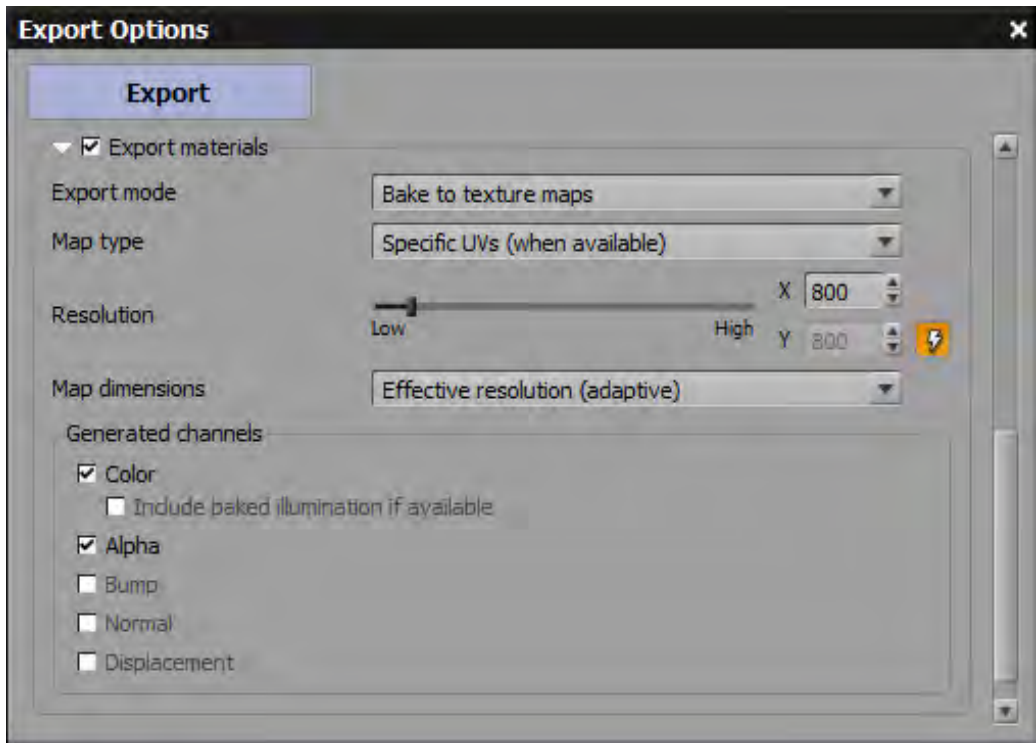 Export Options
Export
Export materials
Export mode
Bake to texture maps
Map type
Specific UVs (when available)
Resolution
Low
High
X 800
Y 800
Map dimensions
Effective resolution (adaptive)
Generated channels
Color
Include baked illumination if available
Alpha
Bump
Normal
Displacement